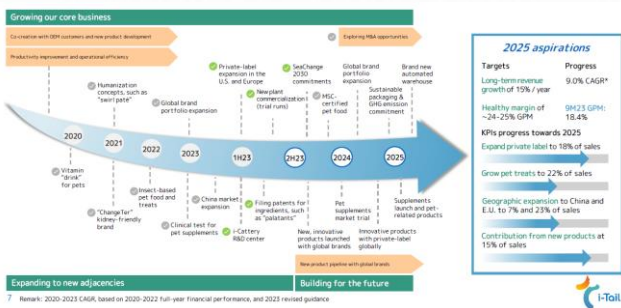 Growing our core business
Co-creation with OEM customers and new product development
Productivity improvement and operational efficiency
Exploring M&A opportunities
Humanization
concepts, such as
"swirl pate"
Global brand
portfolio expansion
Private-label
expansion in the
U.S. and Europe
New plant
commercialization
(trial runs)
SeaChange
2030
commitments
MSC-
certified
pet food
Global brand
portfolio
expansion
Sustainable
packaging &
GHG emission
commitment
Brand new
automated
warehouse
2020
2021
2022
2023
1H23
2H23
2024
2025
Vitamin
"drink"
for pets
"ChangeTer"
kidney-friendly
brand
Insect-based
pet food and
treats
Clinical test for
pet supplements
China market
expansion
i-Cattery
R&D center
Filing patents for
ingredients, such
as "palatants"
New, innovative
products launched
with global brands
Pet
supplements
market trial
Innovative products
with private-label
Supplements
launch and pet-
related products
New product pipeline with global brands
Expanding to new adjacencies
Building for the future
2025 aspirations
Targets
Progress
Long-term revenue
growth of 15% / year
9.0% CAGR*
Healthy margin of
~24-25% GPM
9M23 GPM:
18.4%
KPIs progress towards 2025
Expand private label to 18% of sales
Grow pet treats to 22% of sales
Geographic expansion to China and
E.U. to 7% and 23% of sales
Contribution from new products at
15% of sales
7
Remark: 2020-2023 CAGR, based on 2020-2022 full-year financial performance, and 2023 revised guidance
i-Tail